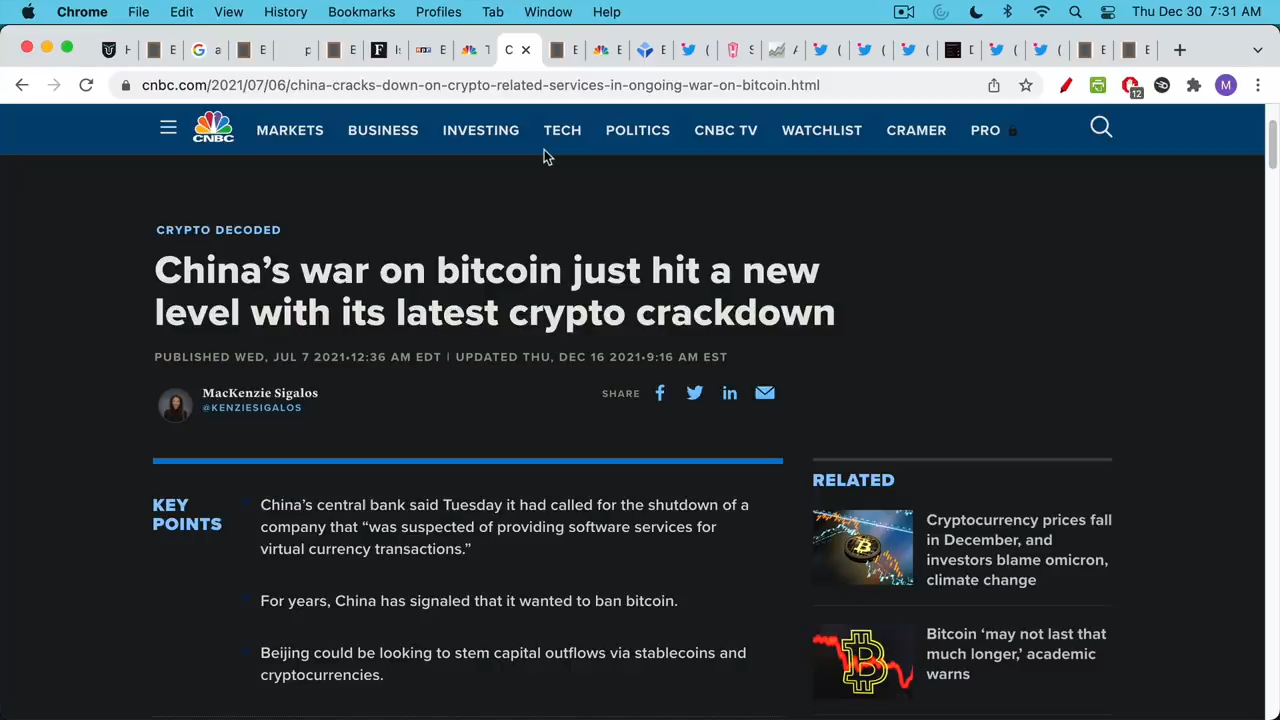 Chrome File Edit View History Bookmarks Profiles Tab Window Help Thu Dec 30 7:31 AM
cnbc.com/2021/07/06/china-cracks-down-on-crypto-related-services-in-ongoing-war-on-bitcoin.html
12
M
CNBC
MARKETS BUSINESS INVESTING TECH POLITICS CNBC TV WATCHLIST CRAMER PRO
CRYPTO DECODED
China’s war on bitcoin just hit a new
level with its latest crypto crackdown
PUBLISHED WED, JUL 7 2021•12:36 AM EDT | UPDATED THU, DEC 16 2021•9:16 AM EST
MacKenzie Sigalos
@KENZIESIGALOS
SHARE
KEY
POINTS
China’s central bank said Tuesday it had called for the shutdown of a
company that “was suspected of providing software services for
virtual currency transactions.”
For years, China has signaled that it wanted to ban bitcoin.
Beijing could be looking to stem capital outflows via stablecoins and
cryptocurrencies.
RELATED
Cryptocurrency prices fall
in December, and
investors blame omicron,
climate change
Bitcoin ‘may not last that
much longer,’ academic
warns